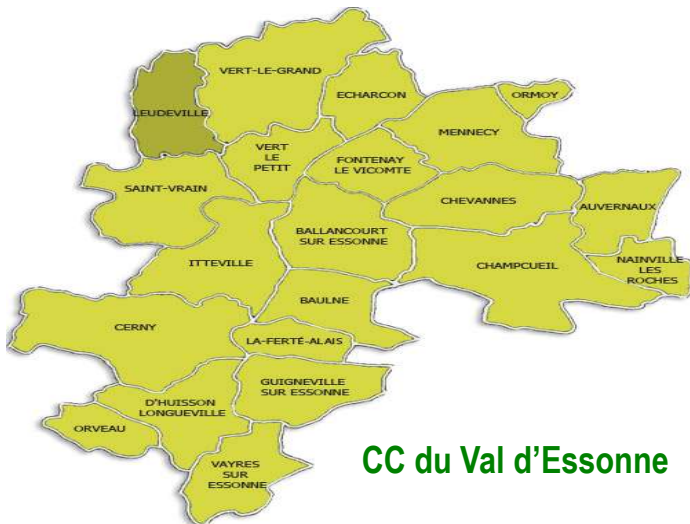 VERT-LE-GRAND
ECHARCON
ORMOY
LEUDEVILLE
MENNECY
VERT
LE
PETIT
FONTENAY
LE VICOMTE
SAINT-VRAIN
CHEVANNES
AUVERNAUX
BALLANCOURT
SUR ESSONNE
ITTEVILLE
CHAMPCUEIL
NAINVILLE
LES
ROCHES
BAULNE
CERNY
LA-FERTÉ-ALAIS
GUIGNEVILLE
SUR ESSONNE
D'HUISSON
LONGUEVILLE
ORVEAU
VAYRES
SUR
ESSONNE
CC du Val d’Essonne